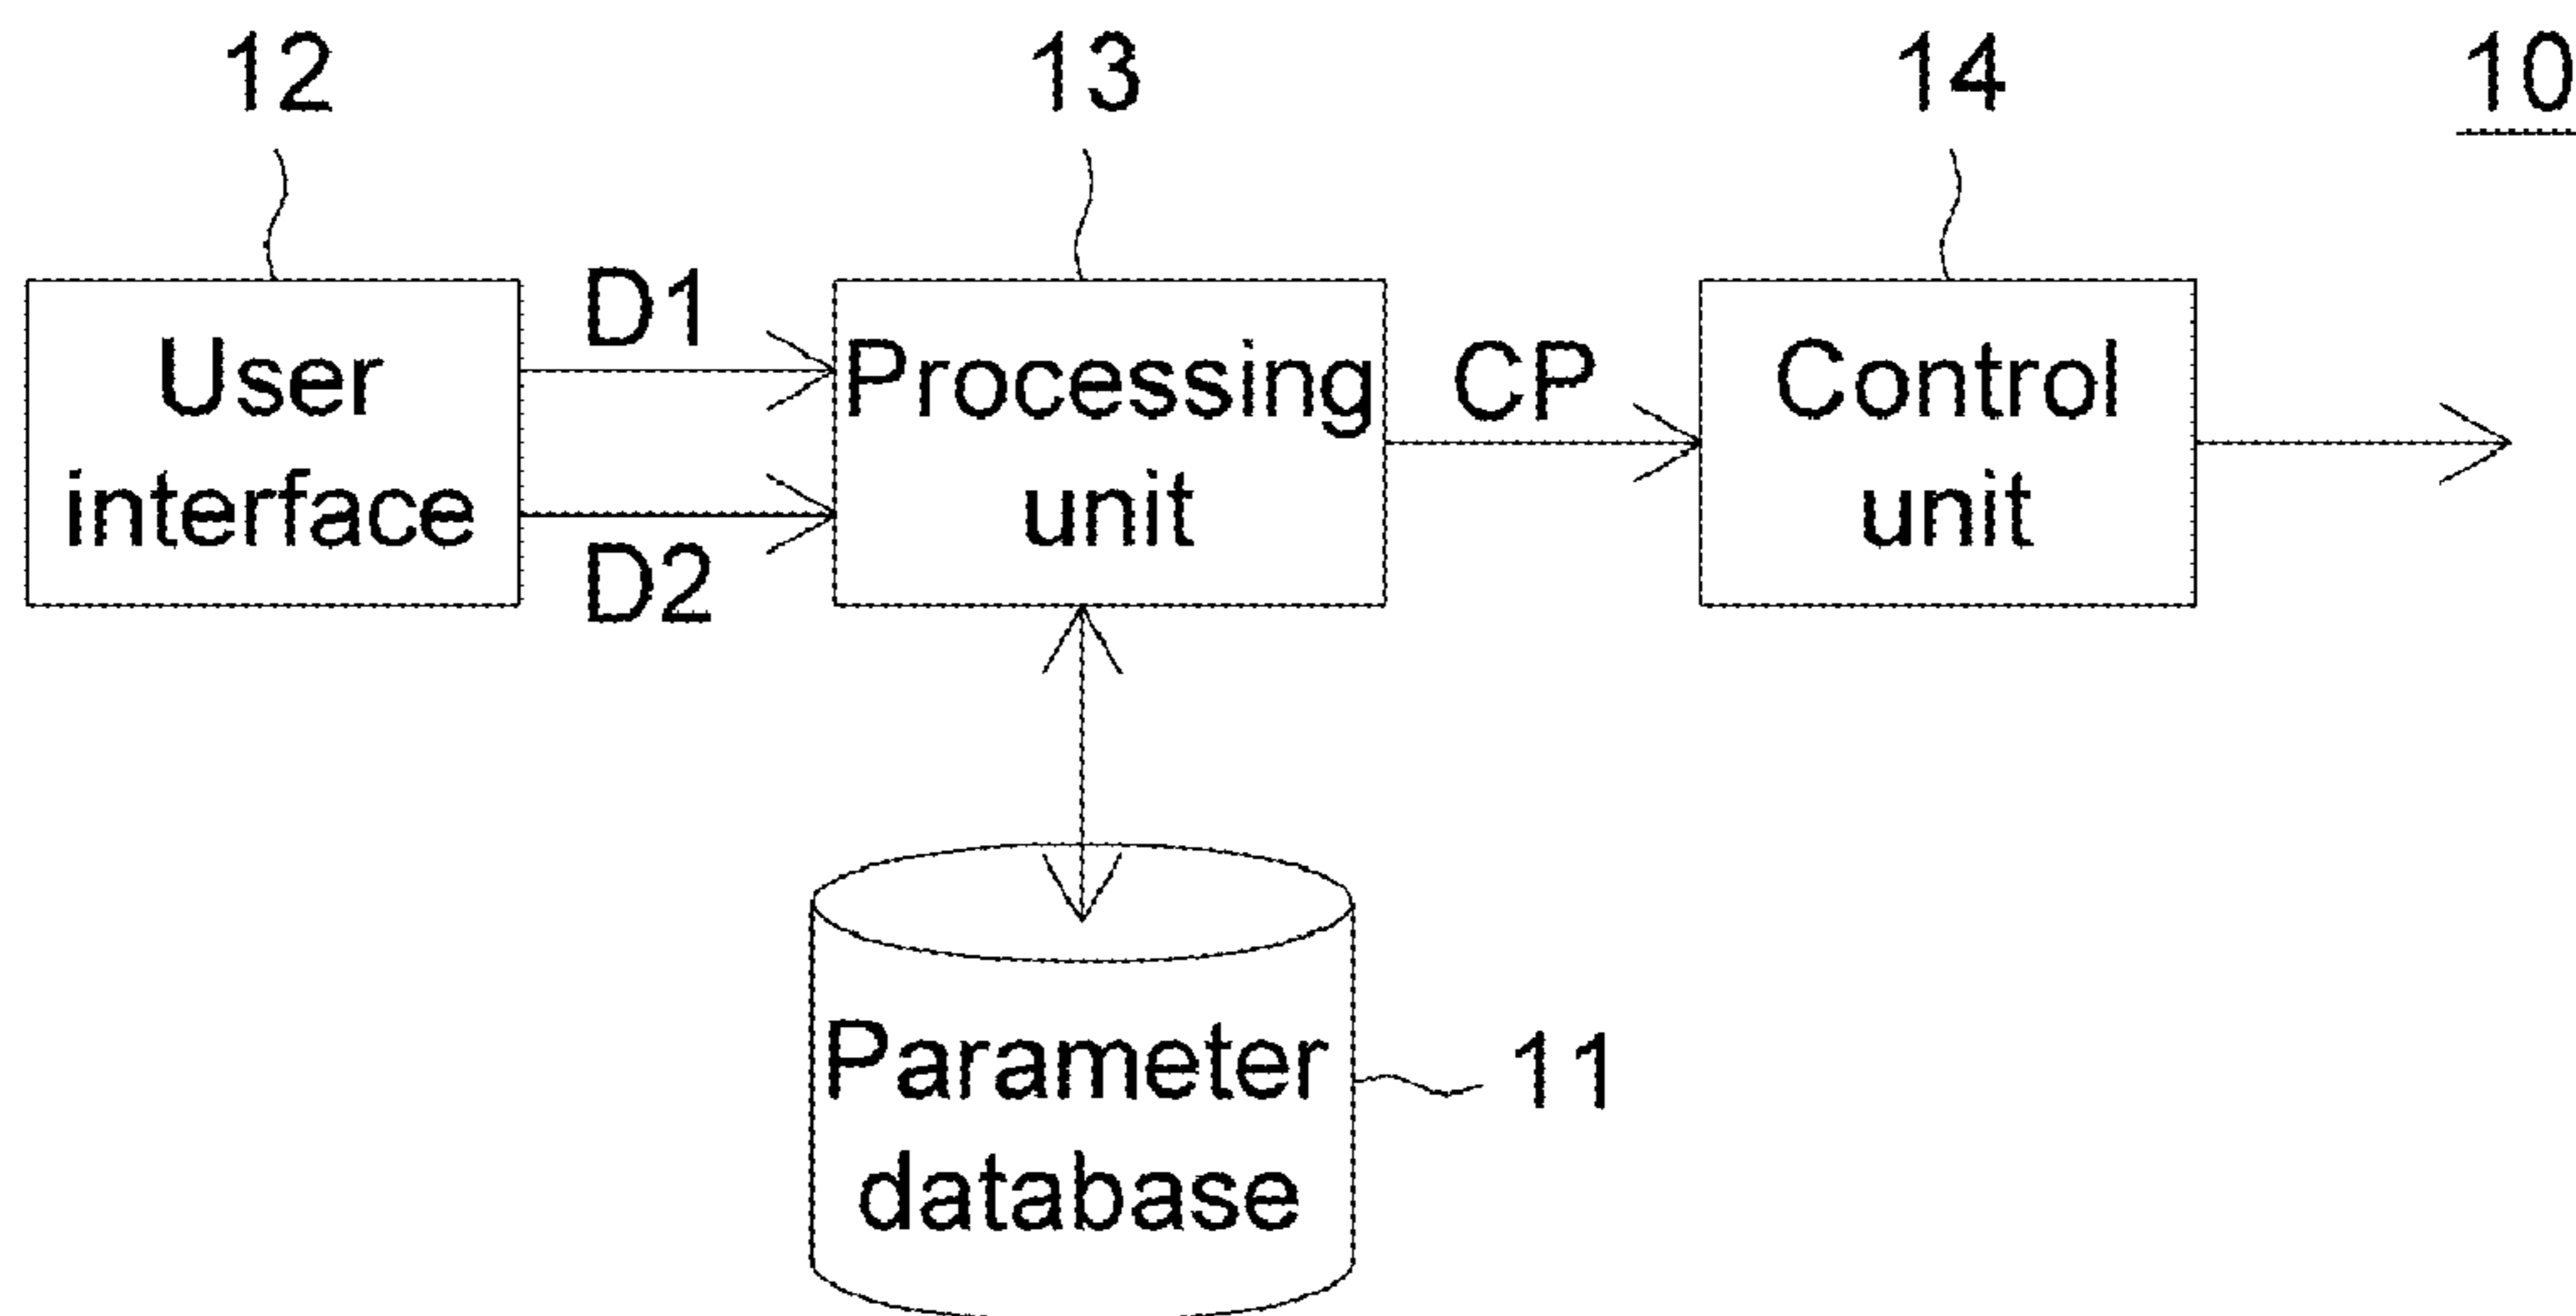 12
13
14
10
User
interface
D1
D2
Processing
unit
CP
Control
unit
Parameter
database
11